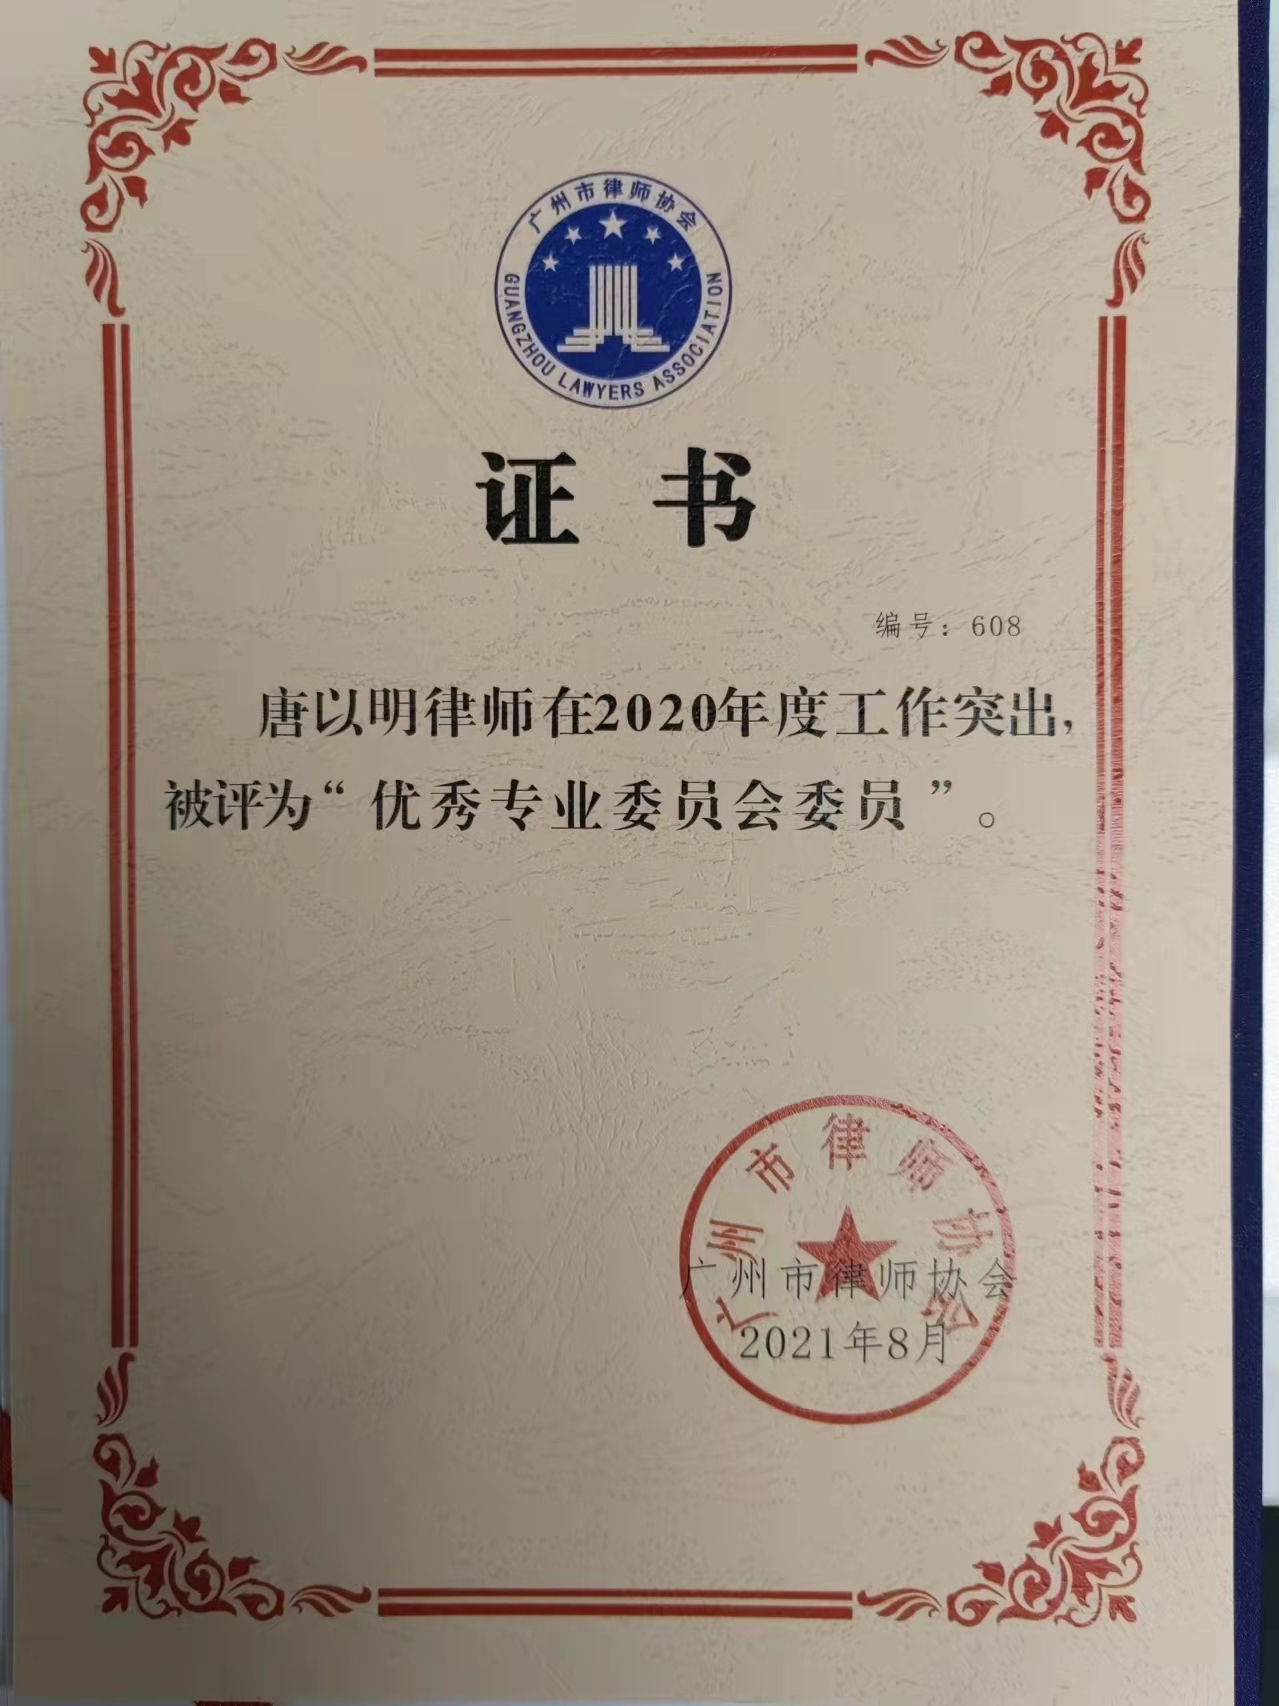 广州市律师协会
GUANGZHOU LAWYERS ASSOCIATION
证书
编号：608
唐以明律师在2020年度工作突出，
被评为“优秀专业委员会委员”。
广州市律师协会
广州市律师协会
2021年8月